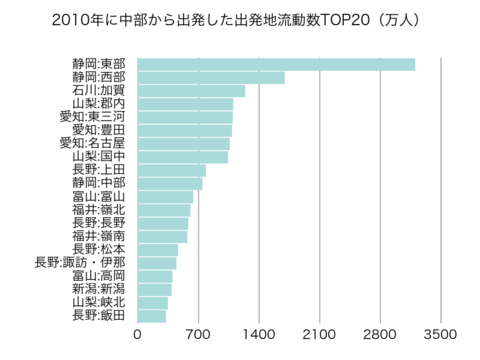 2010年に中部から出発した出発地流動数TOP20（万人）
静岡:東部
静岡:西部
石川:加賀
山梨:郡内
愛知:東三河
愛知:豊田
愛知:名古屋
山梨:国中
長野:上田
静岡:中部
富山:富山
福井:嶺北
長野:長野
福井:嶺南
長野:松本
長野:諏訪・伊那
富山:高岡
新潟:新潟
山梨:峡北
長野:飯田
0 700 1400 2100 2800 3500